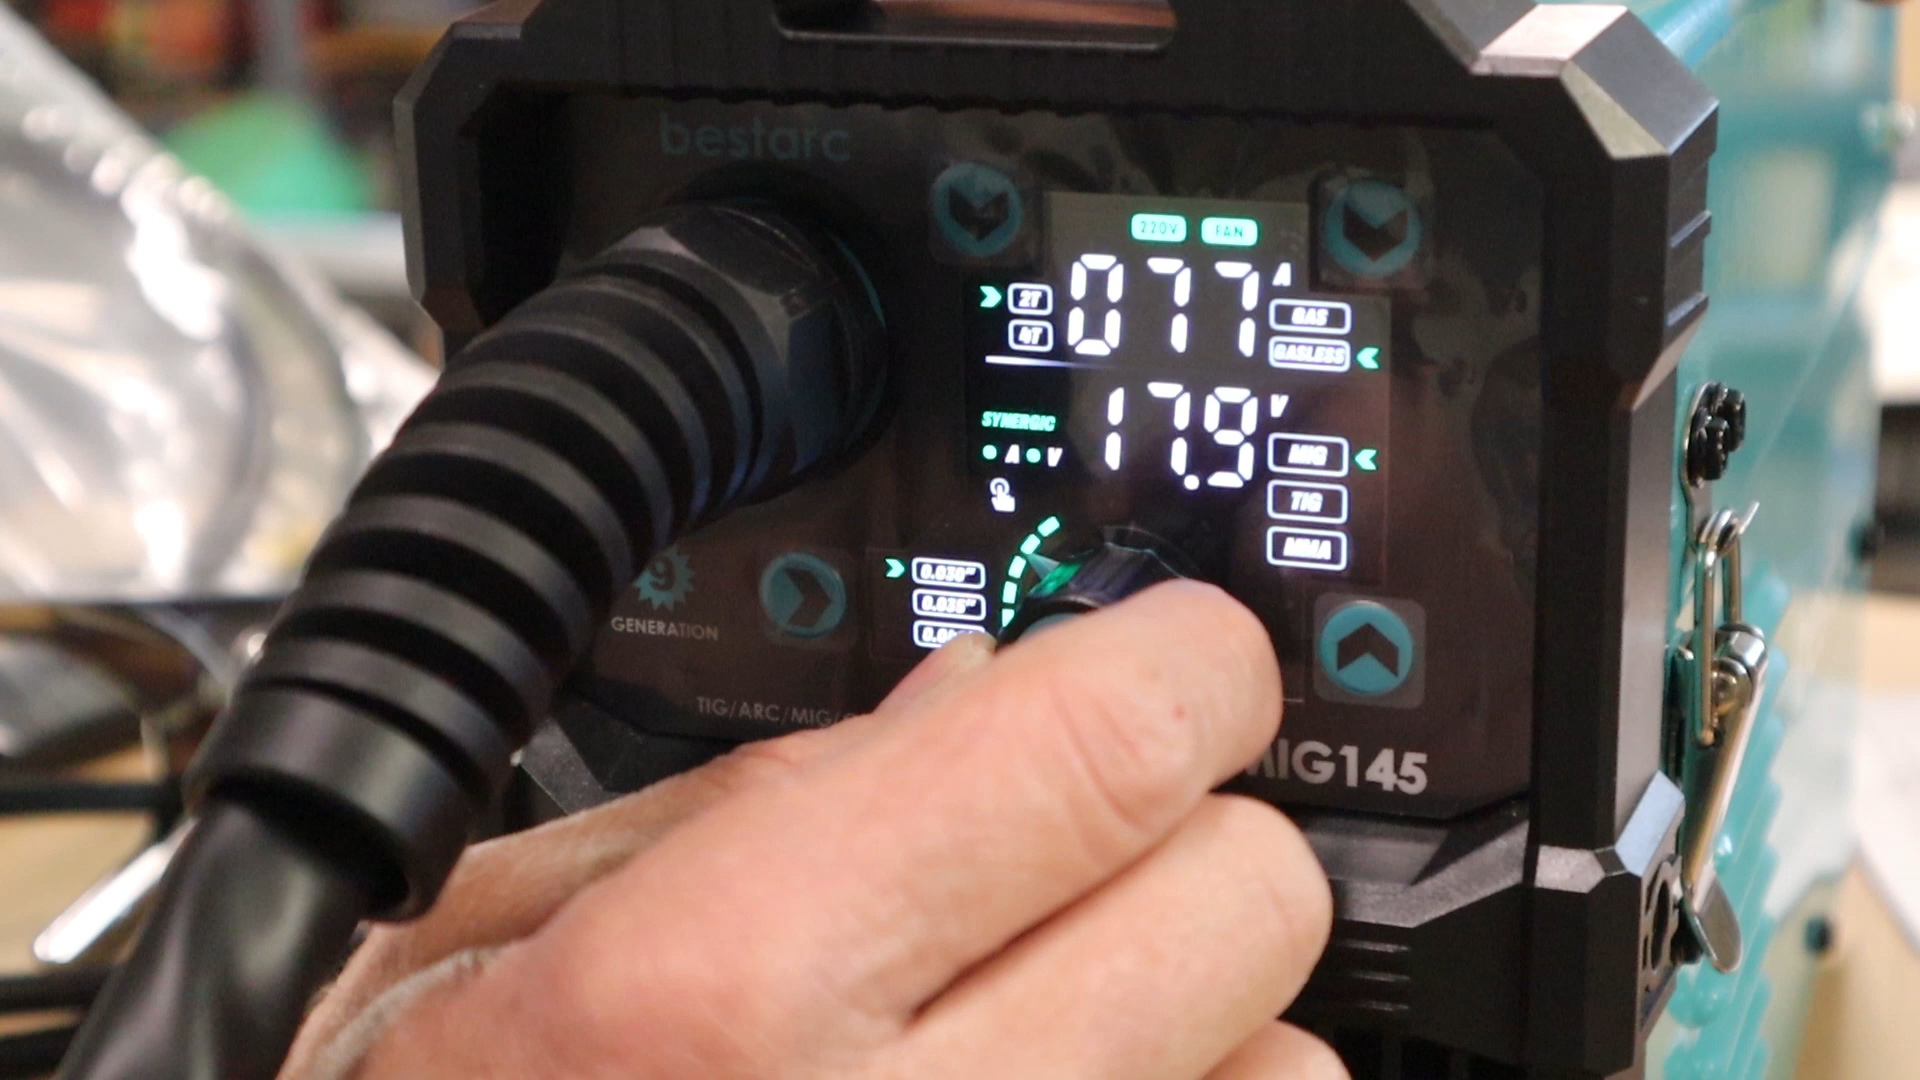 bestarc
220V FAN
2T
077 A
GAS
4T
GASLESS
SYNERGIC
17.9 V
A V
MIG
TIG
MMA
0.030"
0.035"
9
GENERATION
TIG/ARC/MIG/
MIG145